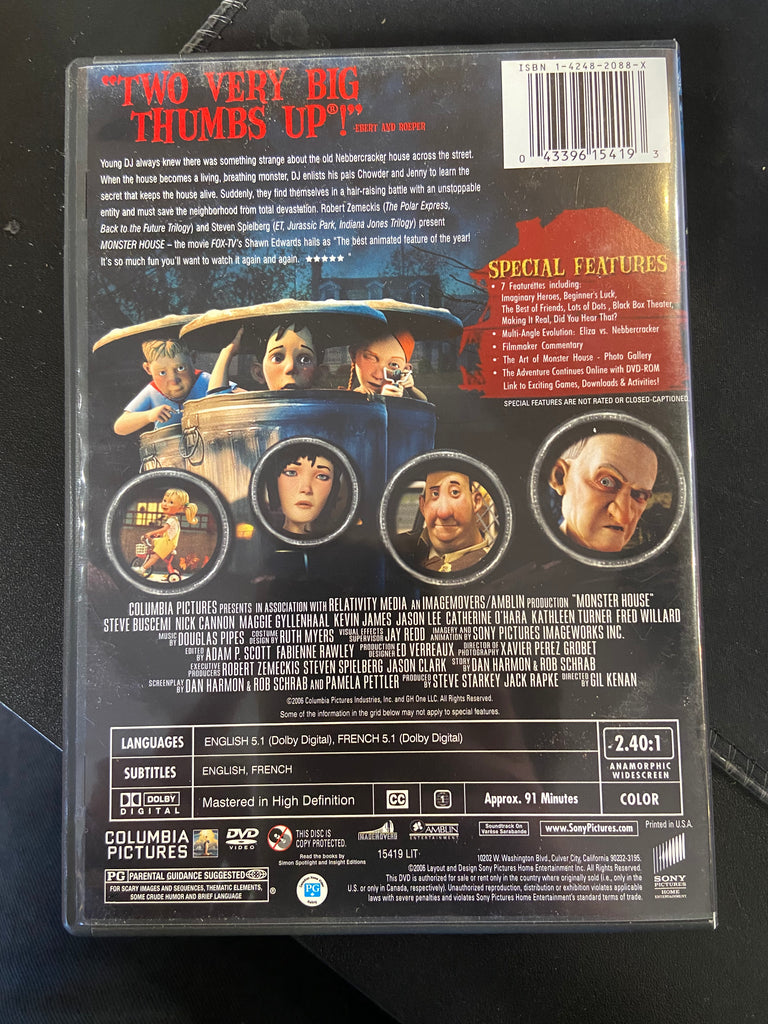 "TWO VERY BIG
THUMBS UP®!" -EBERT AND ROEPER
ISBN 1-4248-2088-X
0 43396 15419 3
Young DJ always knew there was something strange about the old Nebbercracker house across the street.
When the house becomes a living, breathing monster, DJ enlists his pals Chowder and Jenny to learn the
secret that keeps the house alive. Suddenly, they find themselves in a hair-raising battle with an unstoppable
entity and must save the neighborhood from total devastation. Robert Zemeckis (The Polar Express,
Back to the Future Trilogy) and Steven Spielberg (ET, Jurassic Park, Indiana Jones Trilogy) present
MONSTER HOUSE – the movie FOX-TV's Shawn Edwards hails as "The best animated feature of the year!
It's so much fun you'll want to watch it again and again. ★★★★★ "
SPECIAL FEATURES
• 7 Featurettes including:
Imaginary Heroes, Beginner's Luck,
The Best of Friends, Lots of Dots , Black Box Theater,
Making It Real, Did You Hear That?
• Multi-Angle Evolution: Eliza vs. Nebbercracker
• Filmmaker Commentary
• The Art of Monster House - Photo Gallery
• The Adventure Continues Online with DVD-ROM
Link to Exciting Games, Downloads & Activities!
SPECIAL FEATURES ARE NOT RATED OR CLOSED-CAPTIONED
COLUMBIA PICTURES PRESENTS IN ASSOCIATION WITH RELATIVITY MEDIA AN IMAGEMOVERS/AMBLIN PRODUCTION "MONSTER HOUSE"
STEVE BUSCEMI NICK CANNON MAGGIE GYLLENHAAL KEVIN JAMES JASON LEE CATHERINE O'HARA KATHLEEN TURNER FRED WILLARD
MUSIC BY DOUGLAS PIPES COSTUME DESIGN BY RUTH MYERS VISUAL EFFECTS SUPERVISOR JAY REDD IMAGERY AND ANIMATION BY SONY PICTURES IMAGEWORKS INC.
EDITED BY ADAM P. SCOTT FABIENNE RAWLEY PRODUCTION DESIGNER ED VERREAUX DIRECTOR OF PHOTOGRAPHY XAVIER PEREZ GROBET
EXECUTIVE PRODUCERS ROBERT ZEMECKIS STEVEN SPIELBERG JASON CLARK STORY BY DAN HARMON & ROB SCHRAB
SCREENPLAY BY DAN HARMON & ROB SCHRAB AND PAMELA PETTLER PRODUCED BY STEVE STARKEY JACK RAPKE DIRECTED BY GIL KENAN
©2006 Columbia Pictures Industries, Inc. and GH One LLC. All Rights Reserved.
Some of the information in the grid below may not apply to special features.
LANGUAGES ENGLISH 5.1 (Dolby Digital), FRENCH 5.1 (Dolby Digital)
SUBTITLES ENGLISH, FRENCH
2.40:1
ANAMORPHIC
WIDESCREEN
DOLBY
DIGITAL
Mastered in High Definition CC 1 Approx. 91 Minutes COLOR
COLUMBIA
PICTURES
DVD
VIDEO
THIS DISC IS
COPY PROTECTED.
IMAGEMOVERS
AMBLIN
ENTERTAINMENT
Soundtrack On
Varèse Sarabande
www.SonyPictures.com
Printed in U.S.A.
Read the books by
Simon Spotlight and Insight Editions
15419 LIT
PG PARENTAL GUIDANCE SUGGESTED
FOR SCARY IMAGES AND SEQUENCES, THEMATIC ELEMENTS,
SOME CRUDE HUMOR AND BRIEF LANGUAGE
®
PG
10202 W. Washington Blvd., Culver City, California 90232-3195.
©2006 Layout and Design Sony Pictures Home Entertainment Inc. All Rights Reserved.
This DVD is authorized for sale or rent only in the country where originally sold (i.e., only in the
U.S. or only in Canada, respectively). Unauthorized reproduction, distribution or exhibition violates applicable
laws with severe penalties and violates Sony Pictures Home Entertainment's standard terms of trade.
SONY
PICTURES
HOME
ENTERTAINMENT